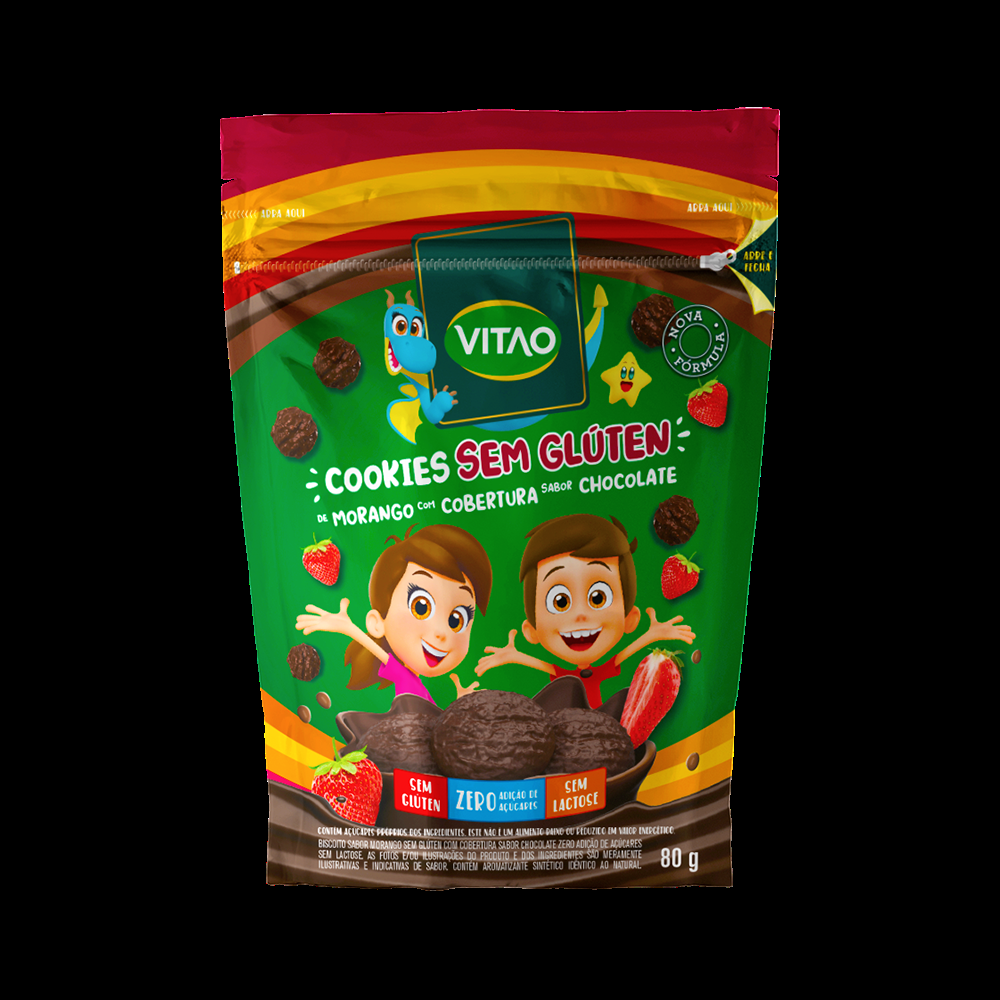 ABRA AQUI
ABRA AQUI
ABRE E
FECHA
VITAO
NOVA
FÓRMULA
COOKIES SEM GLÚTEN
DE MORANGO COM COBERTURA SABOR CHOCOLATE
SEM
GLÚTEN
ZERO ADIÇÃO DE
AÇÚCARES
SEM
LACTOSE
CONTÉM AÇÚCARES PRÓPRIOS DOS INGREDIENTES. ESTE NÃO É UM ALIMENTO BAIXO OU REDUZIDO EM VALOR ENERGÉTICO.
BISCOITO SABOR MORANGO SEM GLÚTEN COM COBERTURA SABOR CHOCOLATE ZERO ADIÇÃO DE AÇÚCARES
SEM LACTOSE. AS FOTOS E/OU ILUSTRAÇÕES DO PRODUTO E DOS INGREDIENTES SÃO MERAMENTE
ILUSTRATIVAS E INDICATIVAS DE SABOR. CONTÉM AROMATIZANTE SINTÉTICO IDÊNTICO AO NATURAL.
80 g